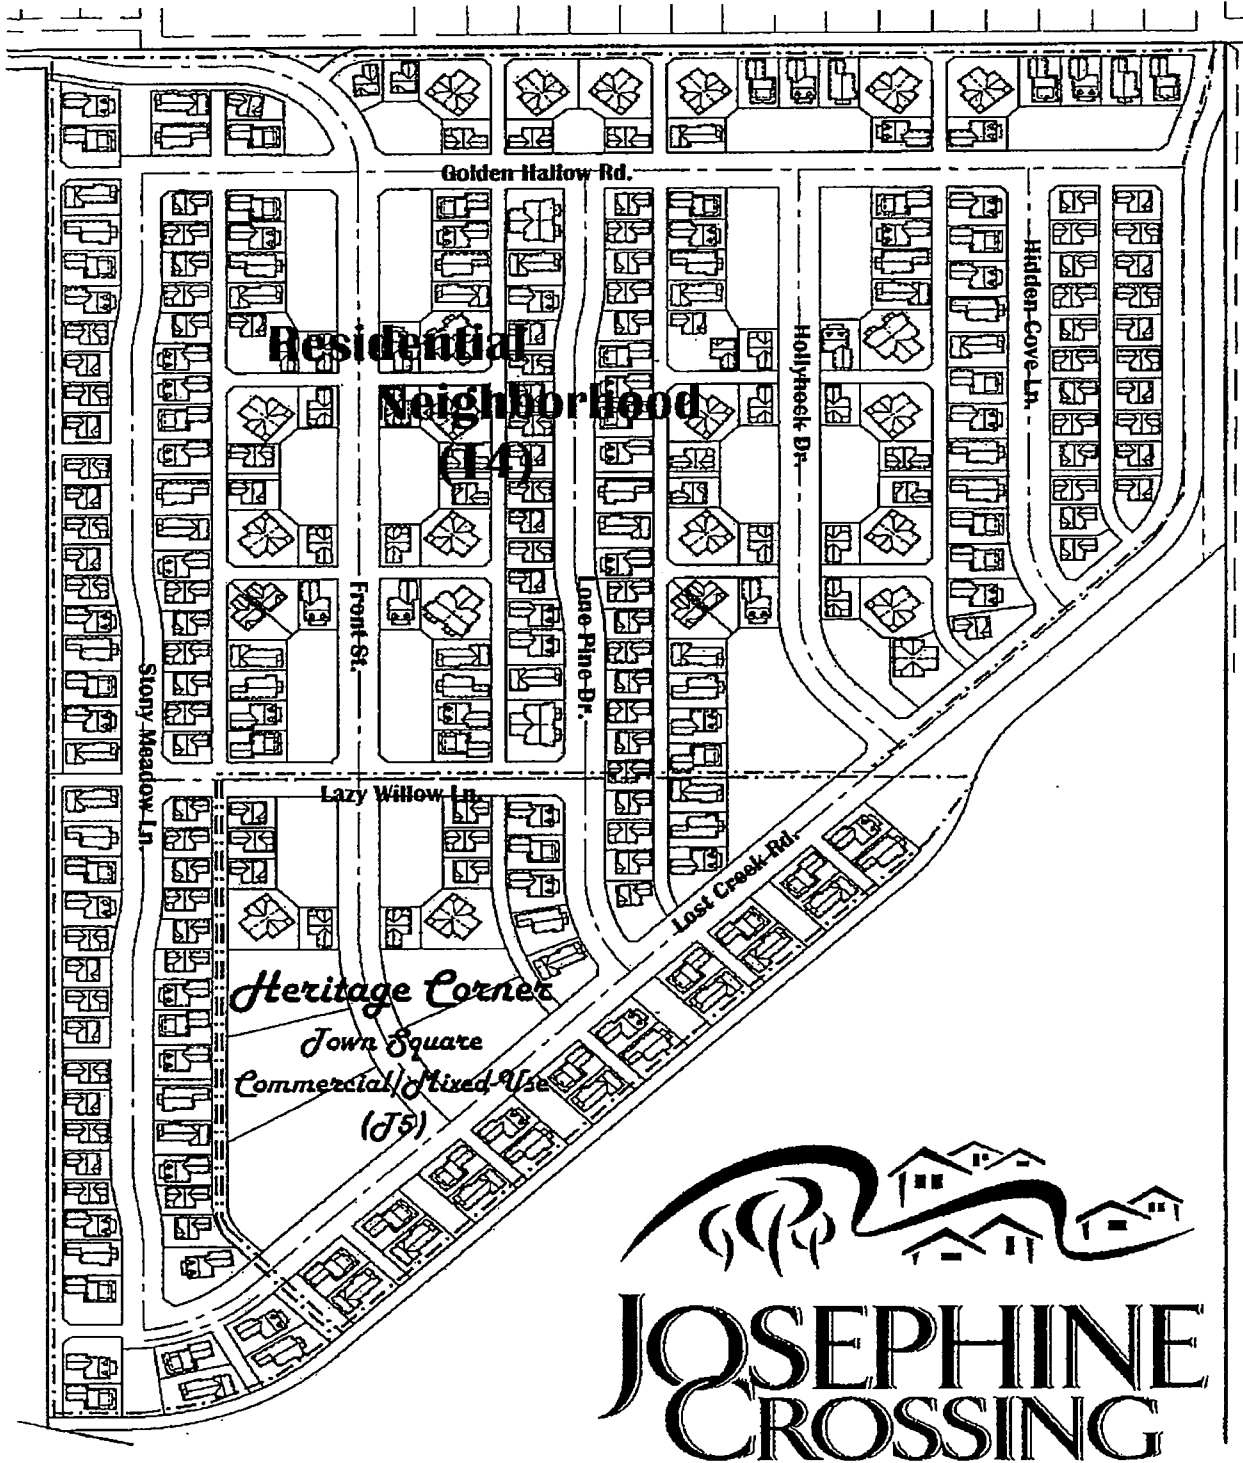 Golden Hallow Rd.
Hidden Cove Ln.
Residential
Neighborhood
(T4)
Hollyhock Dr.
Front St.
Lone Pine Dr.
Stony Meadow Ln.
Lazy Willow Ln.
Lost Creek Rd.
Heritage Corner
Town Square
Commercial/Mixed-Use
(T5)
JOSEPHINE
CROSSING